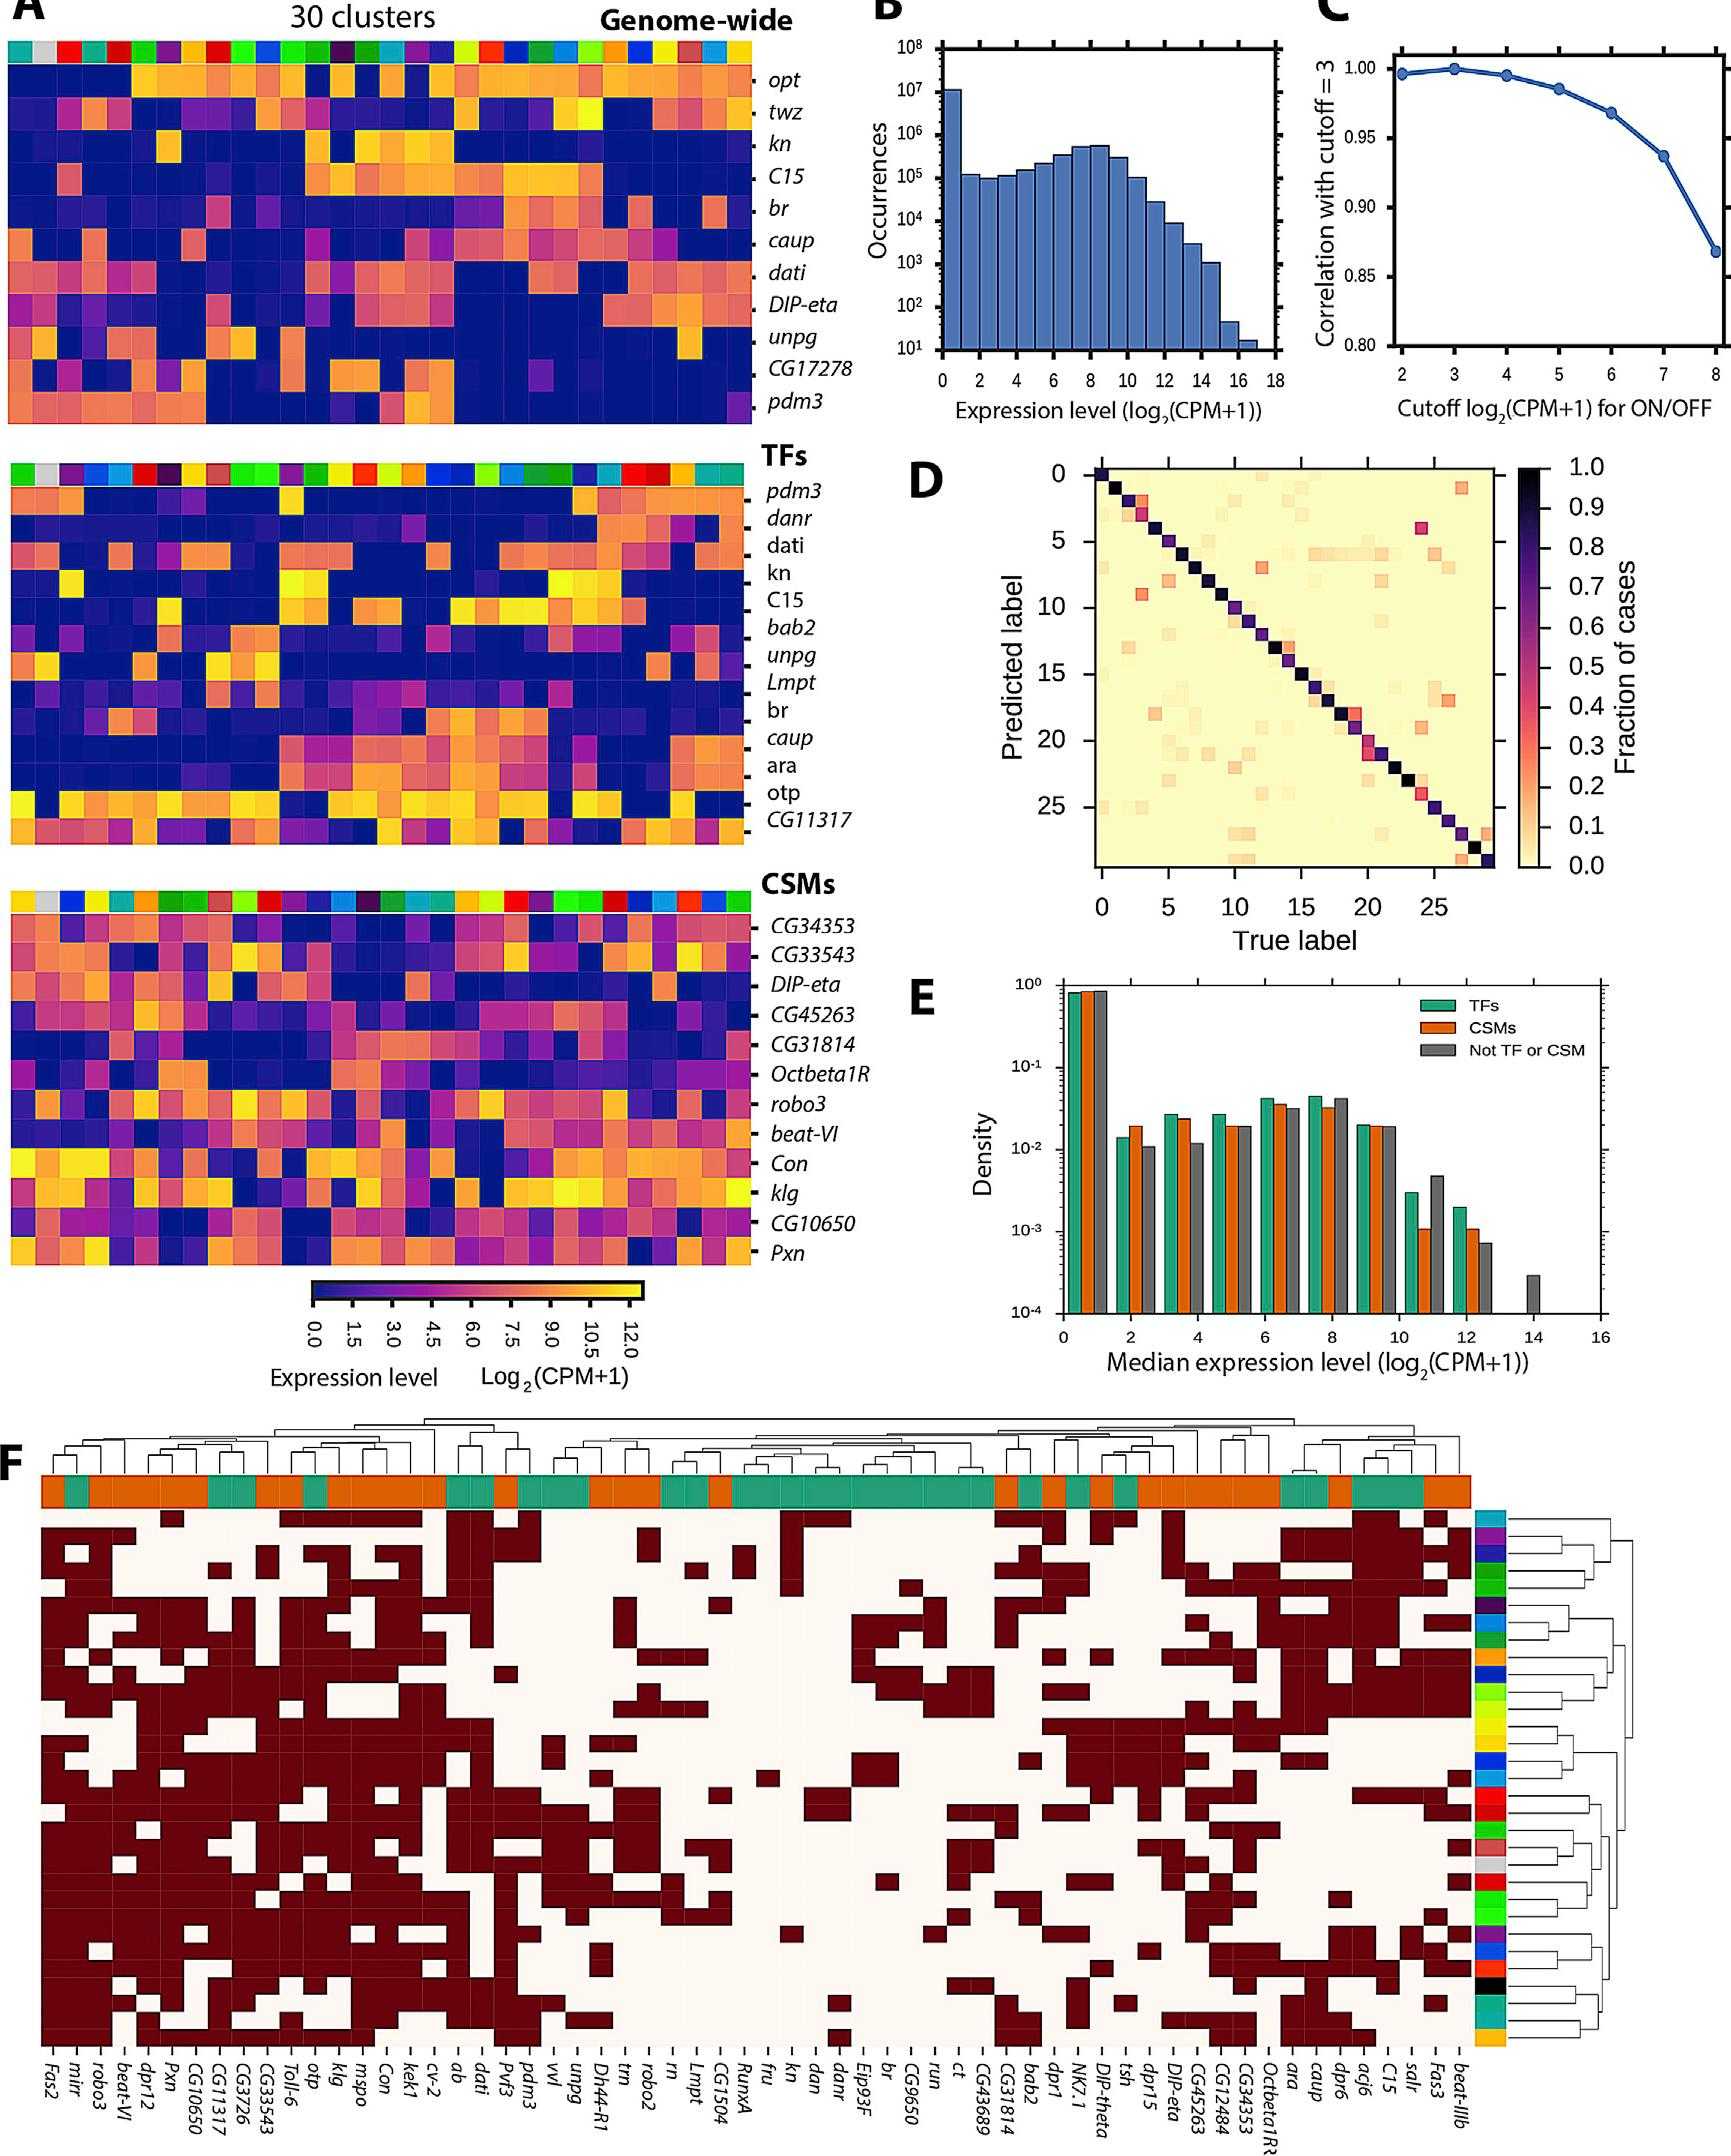 A
30 clusters
Genome-wide
opt
twz
kn
C15
br
caup
dati
DIP-eta
unpg
CG17278
pdm3
TFs
pdm3
danr
dati
kn
C15
bab2
unpg
Lmpt
br
caup
ara
otp
CG11317
CSMs
CG34353
CG33543
DIP-eta
CG45263
CG31814
Octbeta1R
robo3
beat-VI
Con
klg
CG10650
Pxn
0.0 1.5 3.0 4.5 6.0 7.5 9.0 10.5 12.0
Expression level Log2(CPM+1)
B
10⁸
10⁷
10⁶
10⁵
10⁴
10³
10²
10¹
Occurrences
0 2 4 6 8 10 12 14 16 18
Expression level (log2(CPM+1))
C
1.00
0.95
0.90
0.85
0.80
Correlation with cutoff = 3
2 3 4 5 6 7 8
Cutoff log2(CPM+1) for ON/OFF
D
0
5
10
15
20
25
Predicted label
0 5 10 15 20 25
True label
1.0
0.9
0.8
0.7
0.6
0.5
0.4
0.3
0.2
0.1
0.0
Fraction of cases
E
10⁰
10⁻¹
10⁻²
10⁻³
10⁻⁴
Density
TFs
CSMs
Not TF or CSM
0 2 4 6 8 10 12 14 16
Median expression level (log2(CPM+1))
F
Fas2
mirr
robo3
beat-VI
dpr12
Pxn
CG10650
CG11317
CG3726
CG33543
Toll-6
otp
klg
mspo
Con
kek1
cv-2
ab
dati
Pvf3
pdm3
vvl
unpg
Dh44-R1
trn
robo2
rn
Lmpt
CG1504
RunxA
fru
kn
dan
danr
Eip93F
br
CG9650
run
ct
CG43689
CG31814
bab2
dpr1
NK7.1
DIP-theta
tsh
dpr15
DIP-eta
CG45263
CG12484
CG34353
Octbeta1R
ara
caup
dpr6
acj6
C15
salr
Fas3
beat-IIIb